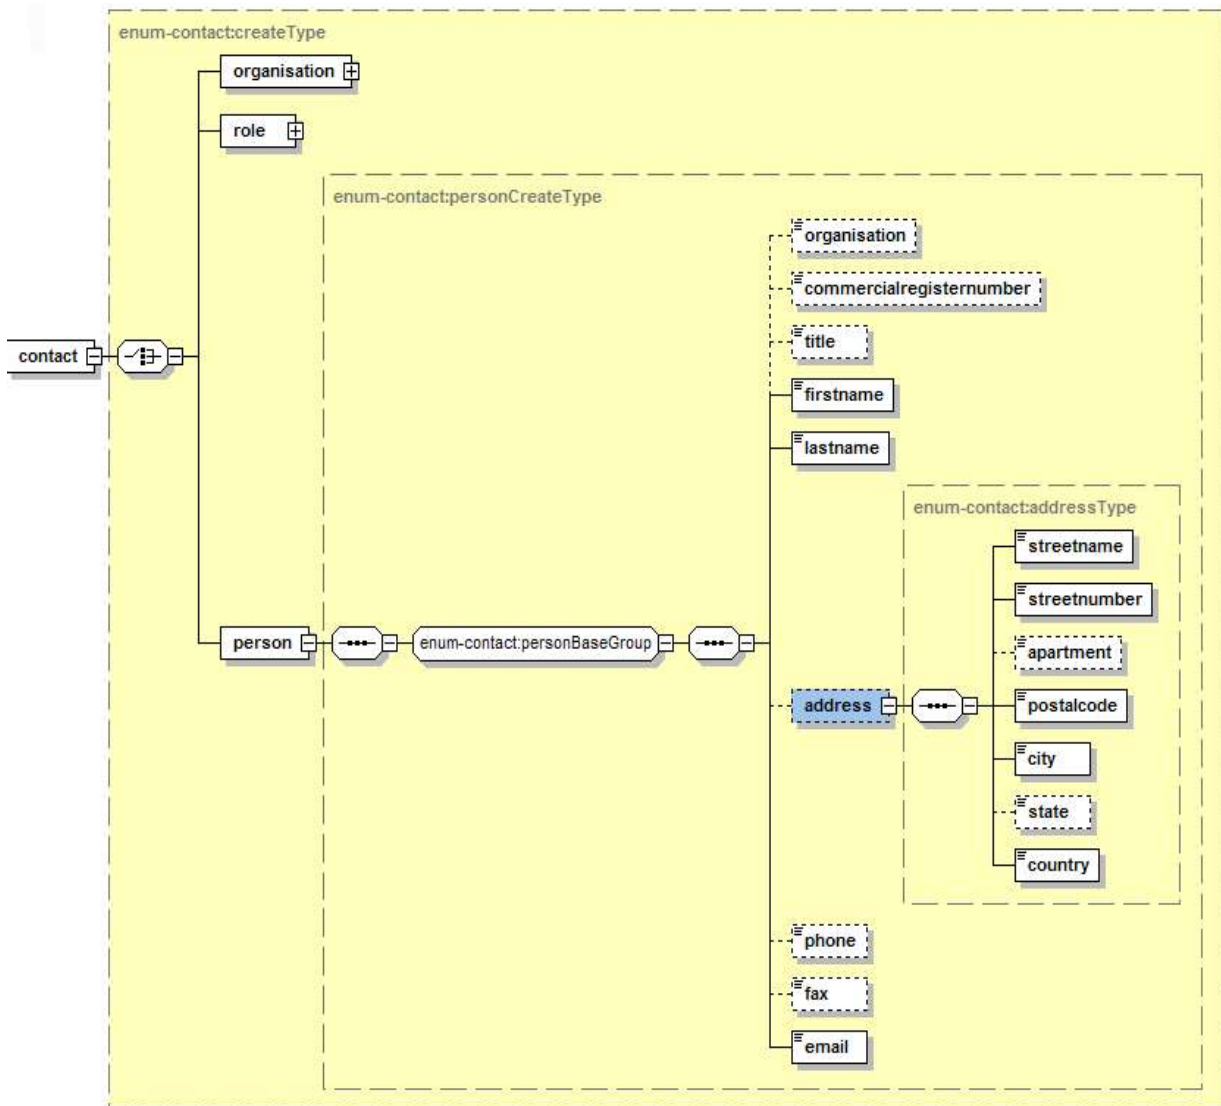 enum-contact:createType
organisation
role
enum-contact:personCreateType
organisation
commercialregisternumber
title
contact
firstname
lastname
enum-contact:addressType
streetname
streetnumber
person
enum-contact:personBaseGroup
apartment
address
postalcode
city
state
country
phone
fax
email